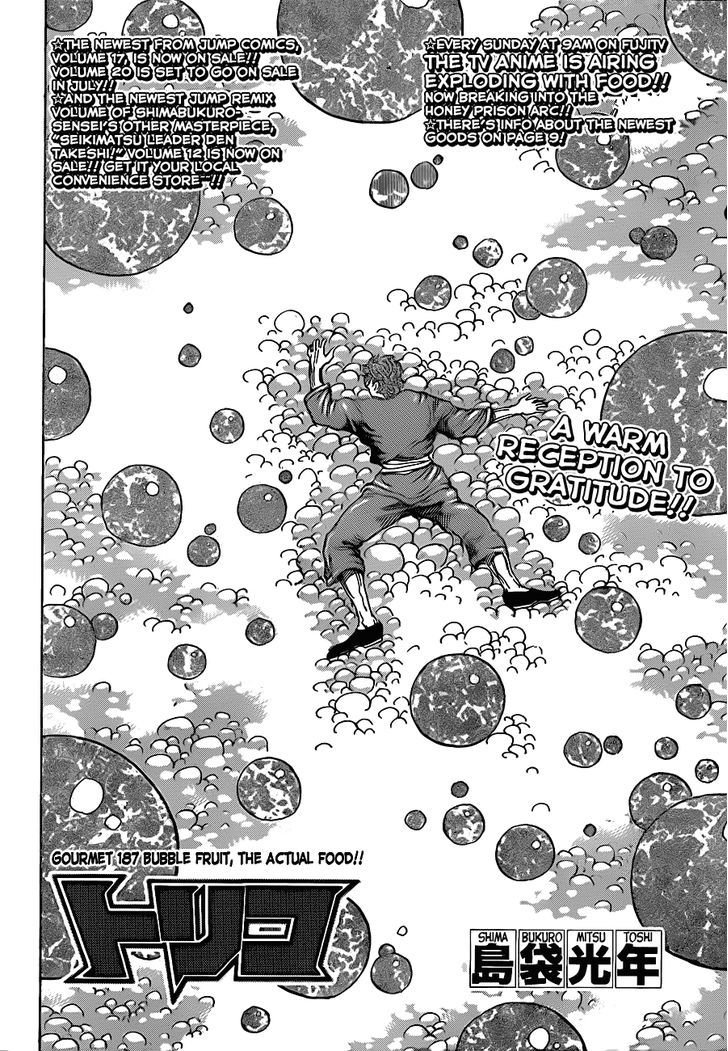 ☆THE NEWEST FROM JUMP COMICS,
VOLUME 17, IS NOW ON SALE!!
VOLUME 20 IS SET TO GO ON SALE
IN JULY!!
☆AND THE NEWEST JUMP REMIX
VOLUME OF SHIMABUKURO-
SENSEI'S OTHER MASTERPIECE,
"SEIKIMATSU LEADER DEN
TAKESHI!" VOLUME 12 IS NOW ON
SALE!! GET IT YOUR LOCAL
CONVENIENCE STORE~!!
☆EVERY SUNDAY AT 9AM ON FUJITV
THE TV ANIME IS AIRING
EXPLODING WITH FOOD!!
NOW BREAKING INTO THE
HONEY PRISON ARC!!
☆THERE'S INFO ABOUT THE NEWEST
GOODS ON PAGE 9!
A WARM
RECEPTION TO
GRATITUDE!!
GOURMET 187 BUBBLE FRUIT, THE ACTUAL FOOD!!
トリコ
SHIMA BUKURO MITSU TOSHI
島袋光年